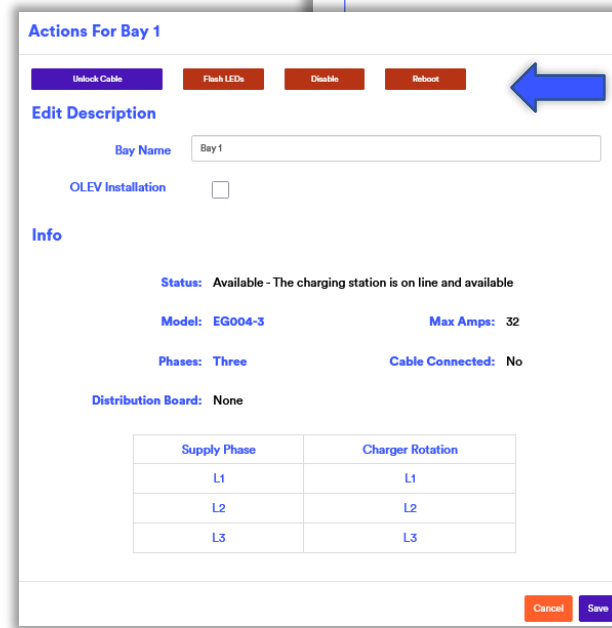 Actions For Bay 1
Unlock Cable Flash LEDs Disable Reboot
Edit Description
Bay Name Bay 1
OLEV Installation
Info
Status: Available - The charging station is on line and available
Model: EG004-3 Max Amps: 32
Phases: Three Cable Connected: No
Distribution Board: None
Supply Phase Charger Rotation
L1 L1
L2 L2
L3 L3
Cancel Save